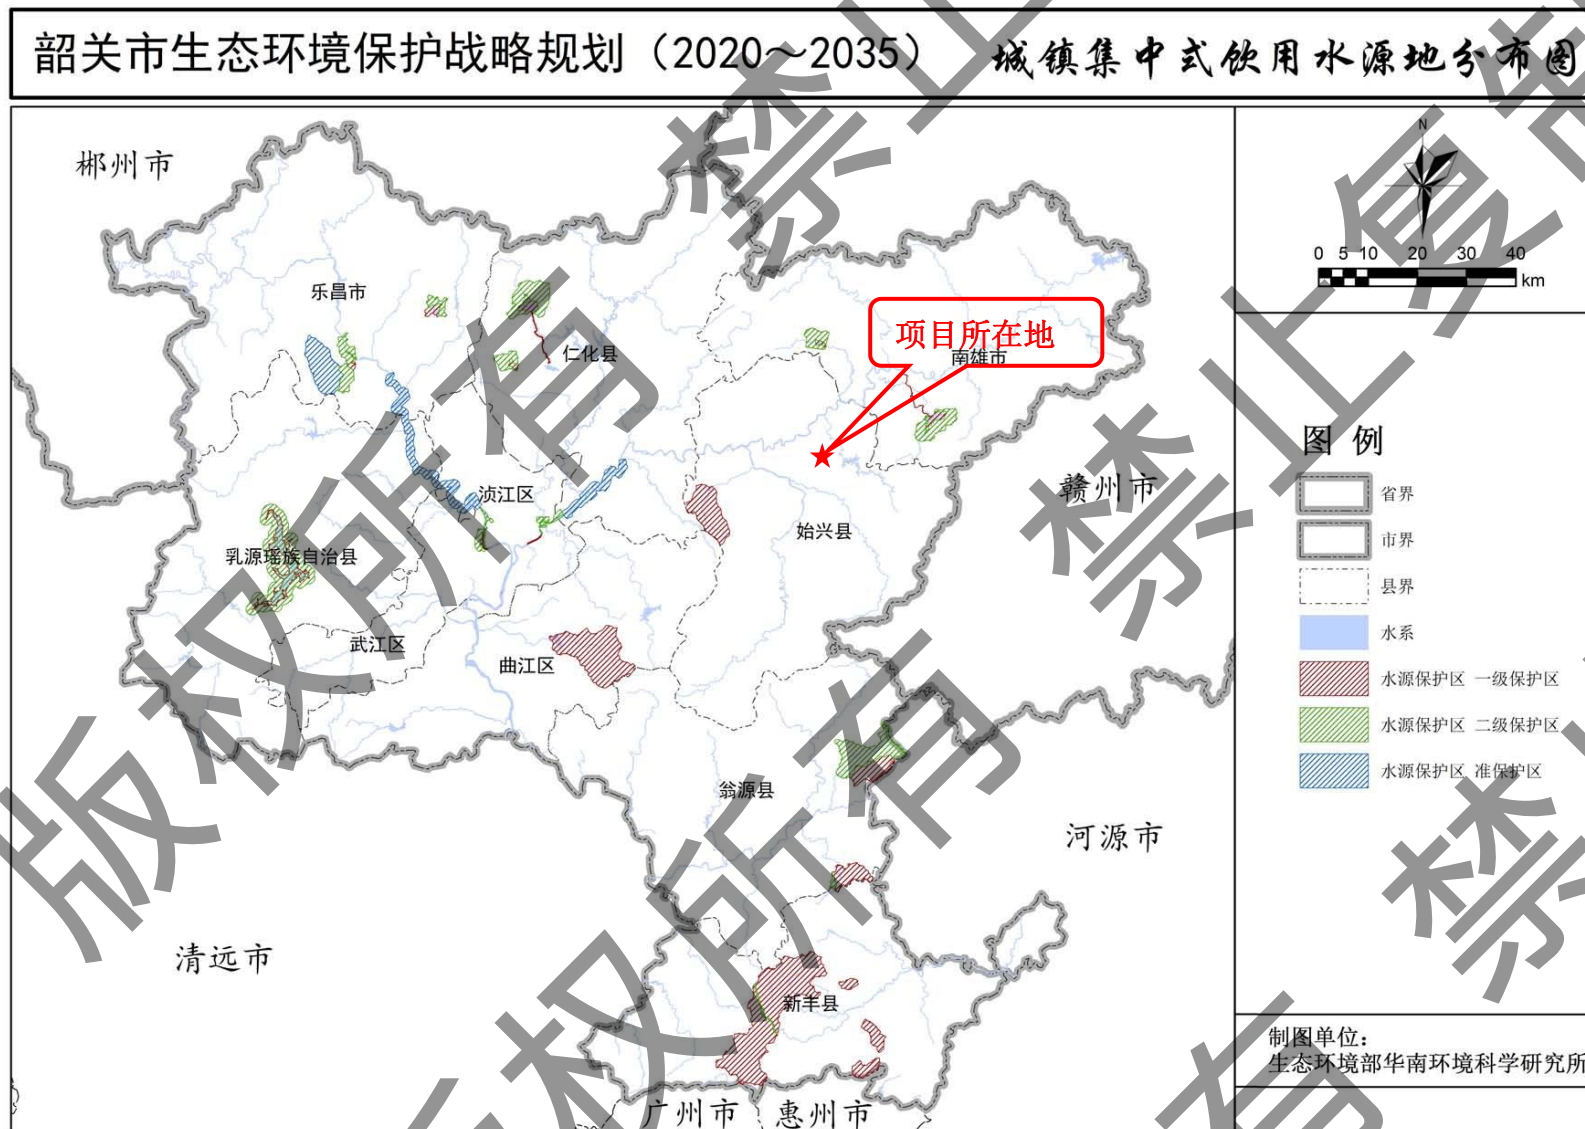 韶关市生态环境保护战略规划（2020～2035） 城镇集中式饮用水源地分布图
郴州市
N
0 5 10 20 30 40
km
乐昌市
项目所在地
仁化县
南雄市
图 例
赣州市
浈江区
省界
始兴县
市界
乳源瑶族自治县
县界
武江区
水系
曲江区
水源保护区 一级保护区
水源保护区 二级保护区
水源保护区 准保护区
翁源县
河源市
清远市
新丰县
制图单位：
生态环境部华南环境科学研究所
广州市
惠州市
版权所有 禁止复制
版权所有 禁止
有 禁